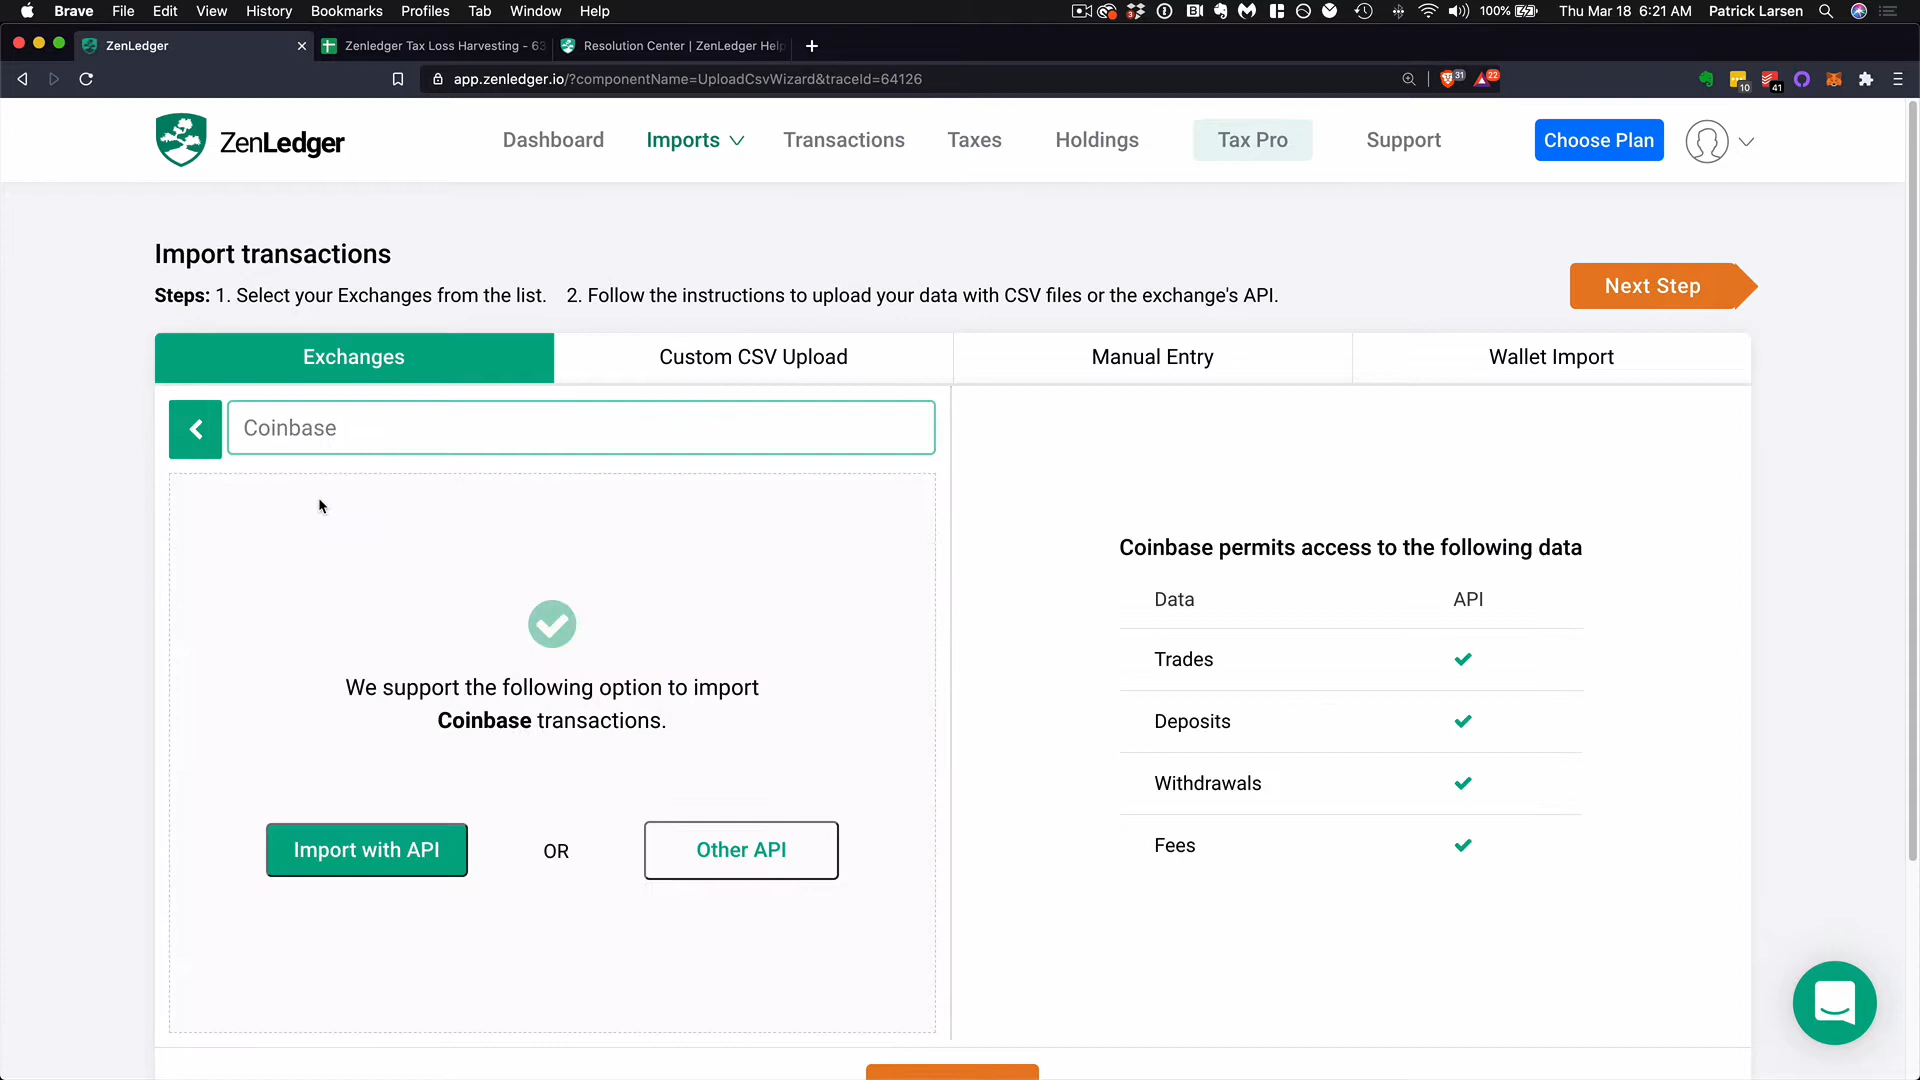 Brave File Edit View History Bookmarks Profiles Tab Window Help 100% Thu Mar 18 6:21 AM Patrick Larsen
ZenLedger Zenledger Tax Loss Harvesting - 63 Resolution Center | ZenLedger Help
app.zenledger.io/?componentName=UploadCsvWizard&traceId=64126 31 22 10 41
ZenLedger Dashboard Imports Transactions Taxes Holdings Tax Pro Support Choose Plan
Import transactions
Steps: 1. Select your Exchanges from the list. 2. Follow the instructions to upload your data with CSV files or the exchange's API.
Next Step
Exchanges Custom CSV Upload Manual Entry Wallet Import
Coinbase
We support the following option to import
Coinbase transactions.
Import with API OR Other API
Coinbase permits access to the following data
Data API
Trades
Deposits
Withdrawals
Fees